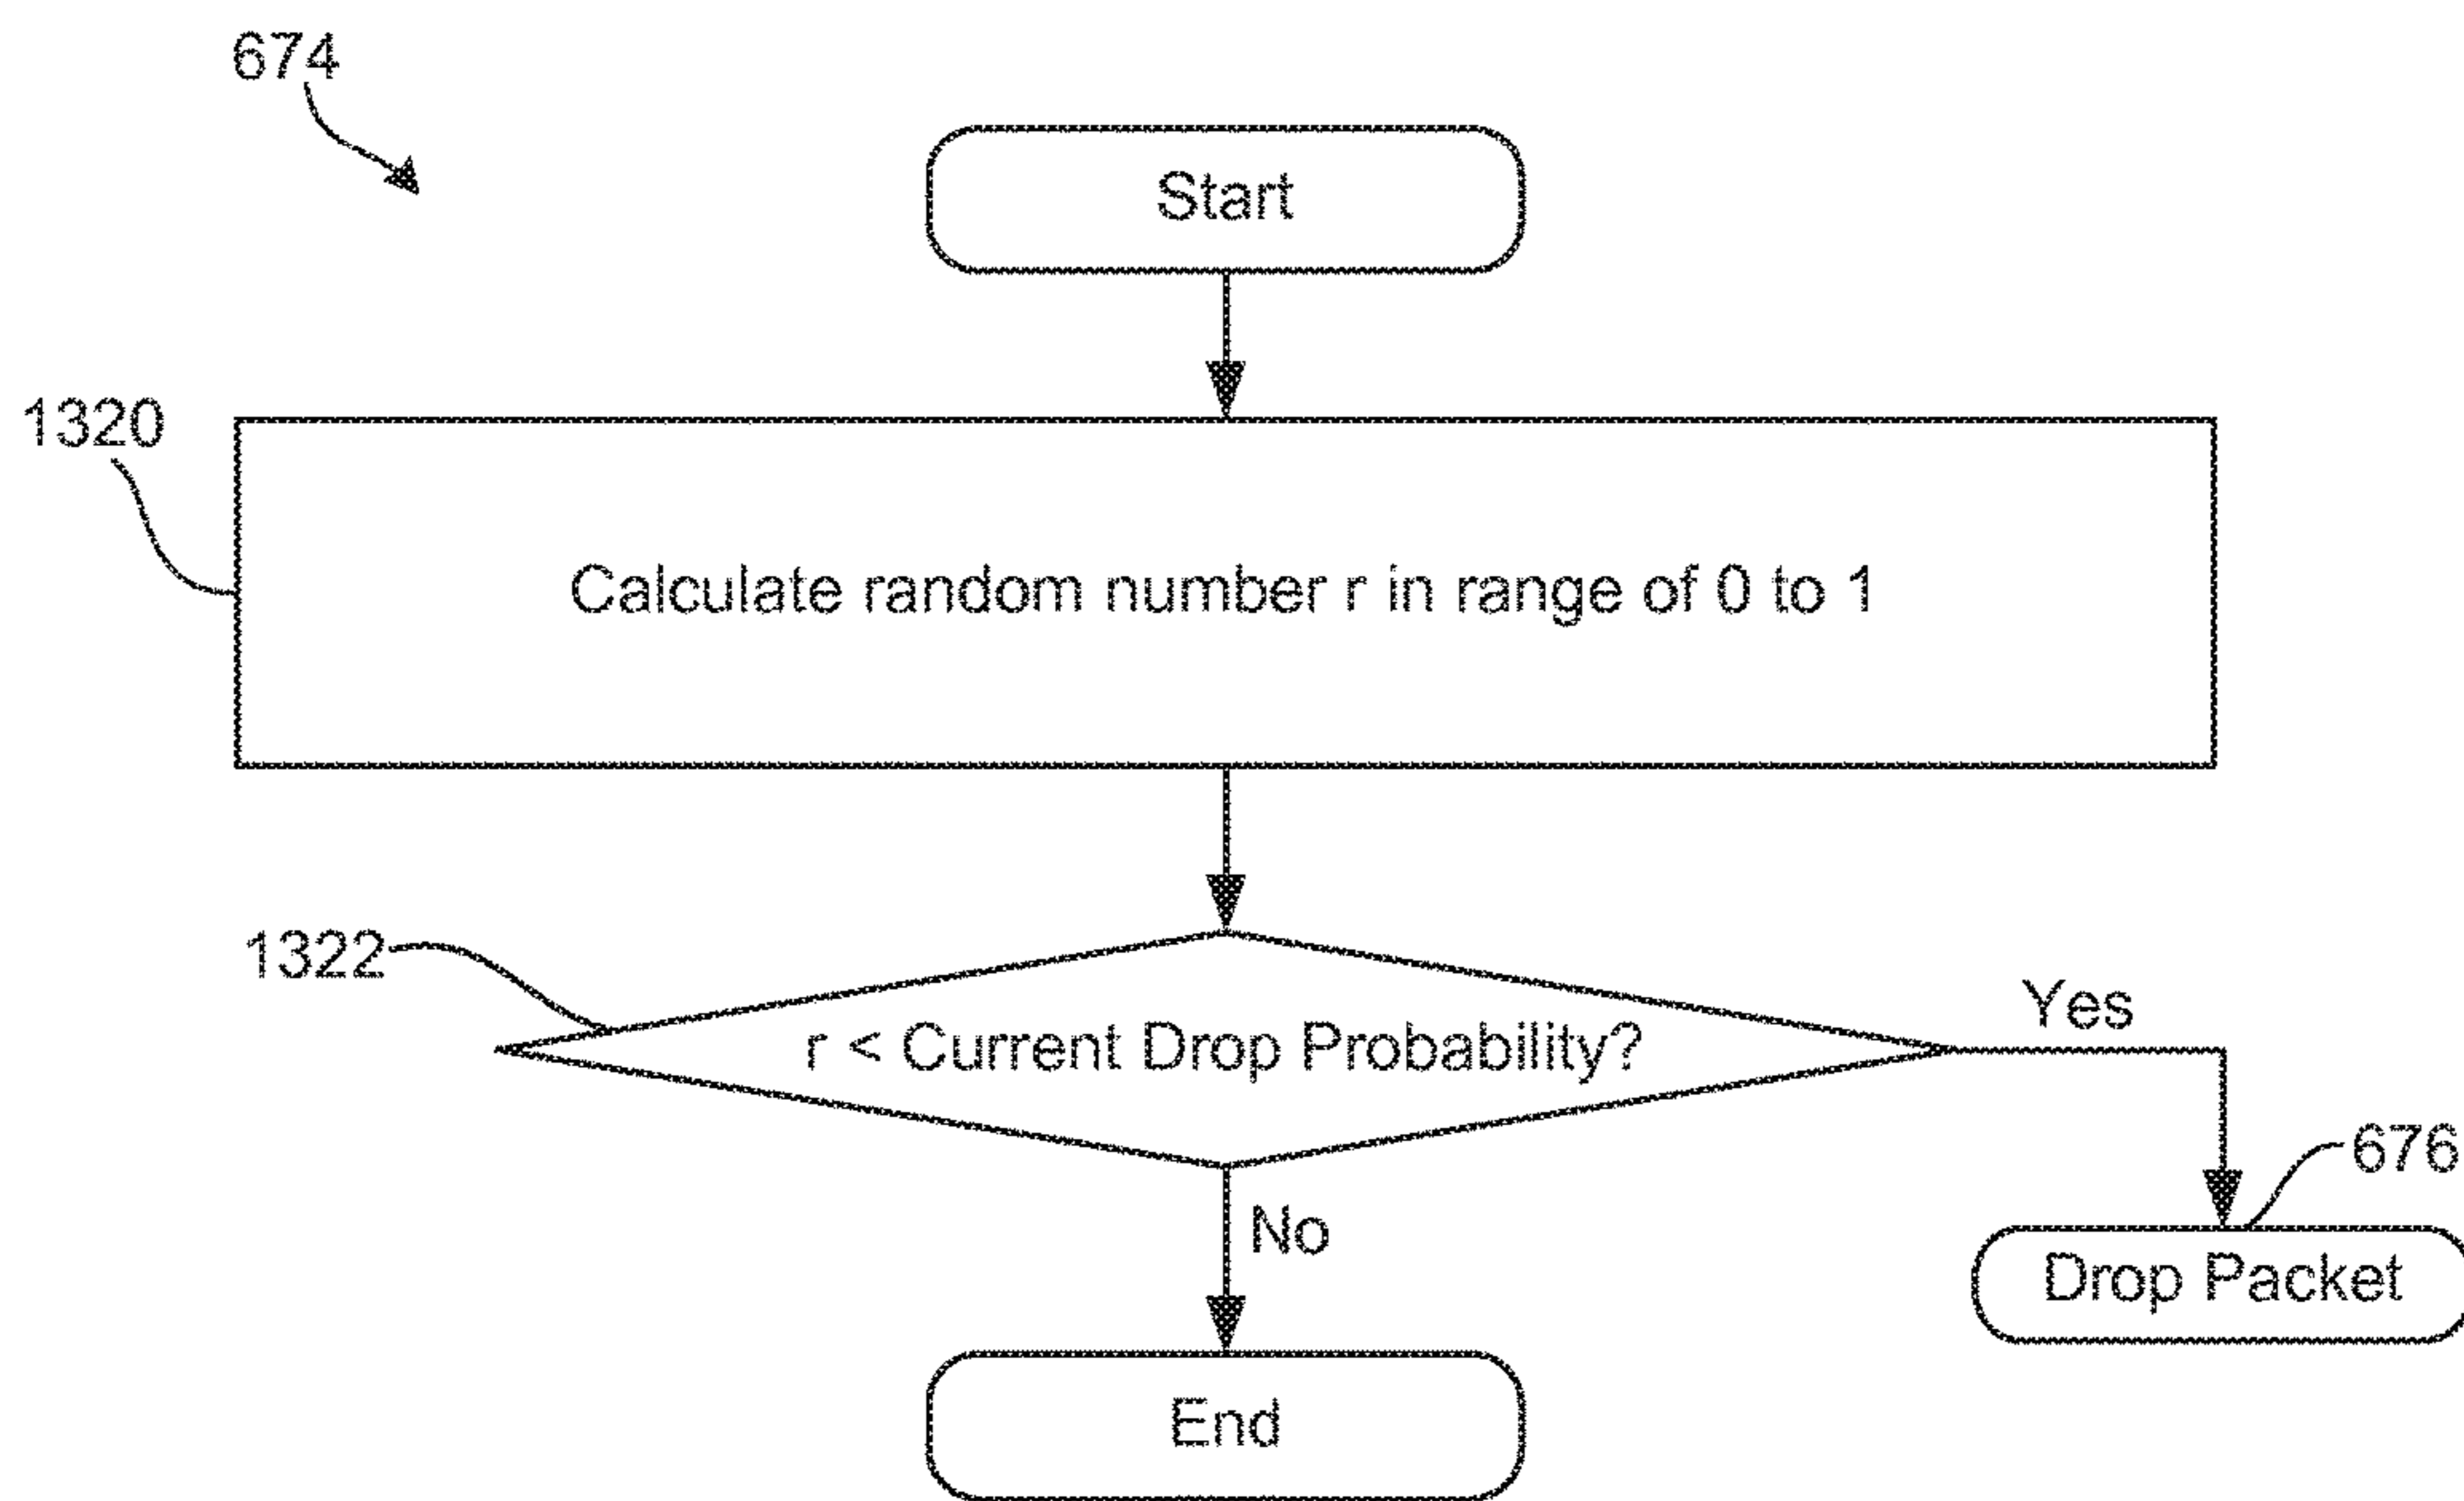 674
Start
1320
Calculate random number r in range of 0 to 1
1322
r < Current Drop Probability?
Yes
676
No
Drop Packet
End